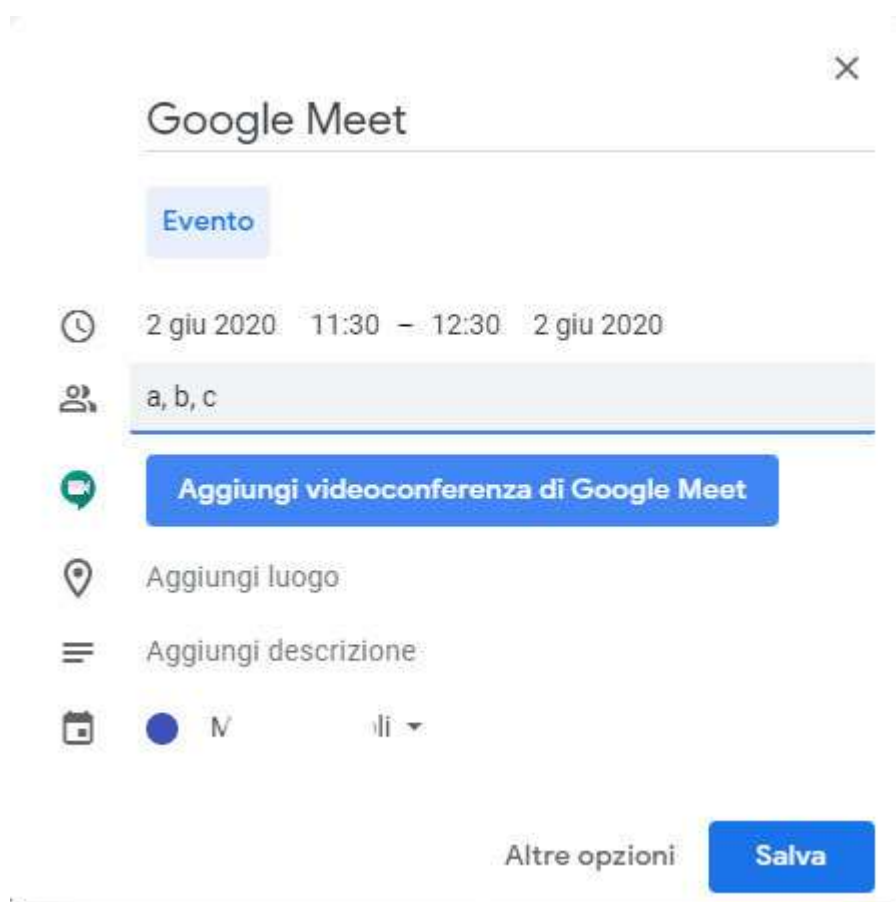 Google Meet
Evento
2 giu 2020 11:30 – 12:30 2 giu 2020
a, b, c
Aggiungi videoconferenza di Google Meet
Aggiungi luogo
Aggiungi descrizione
Altre opzioni Salva